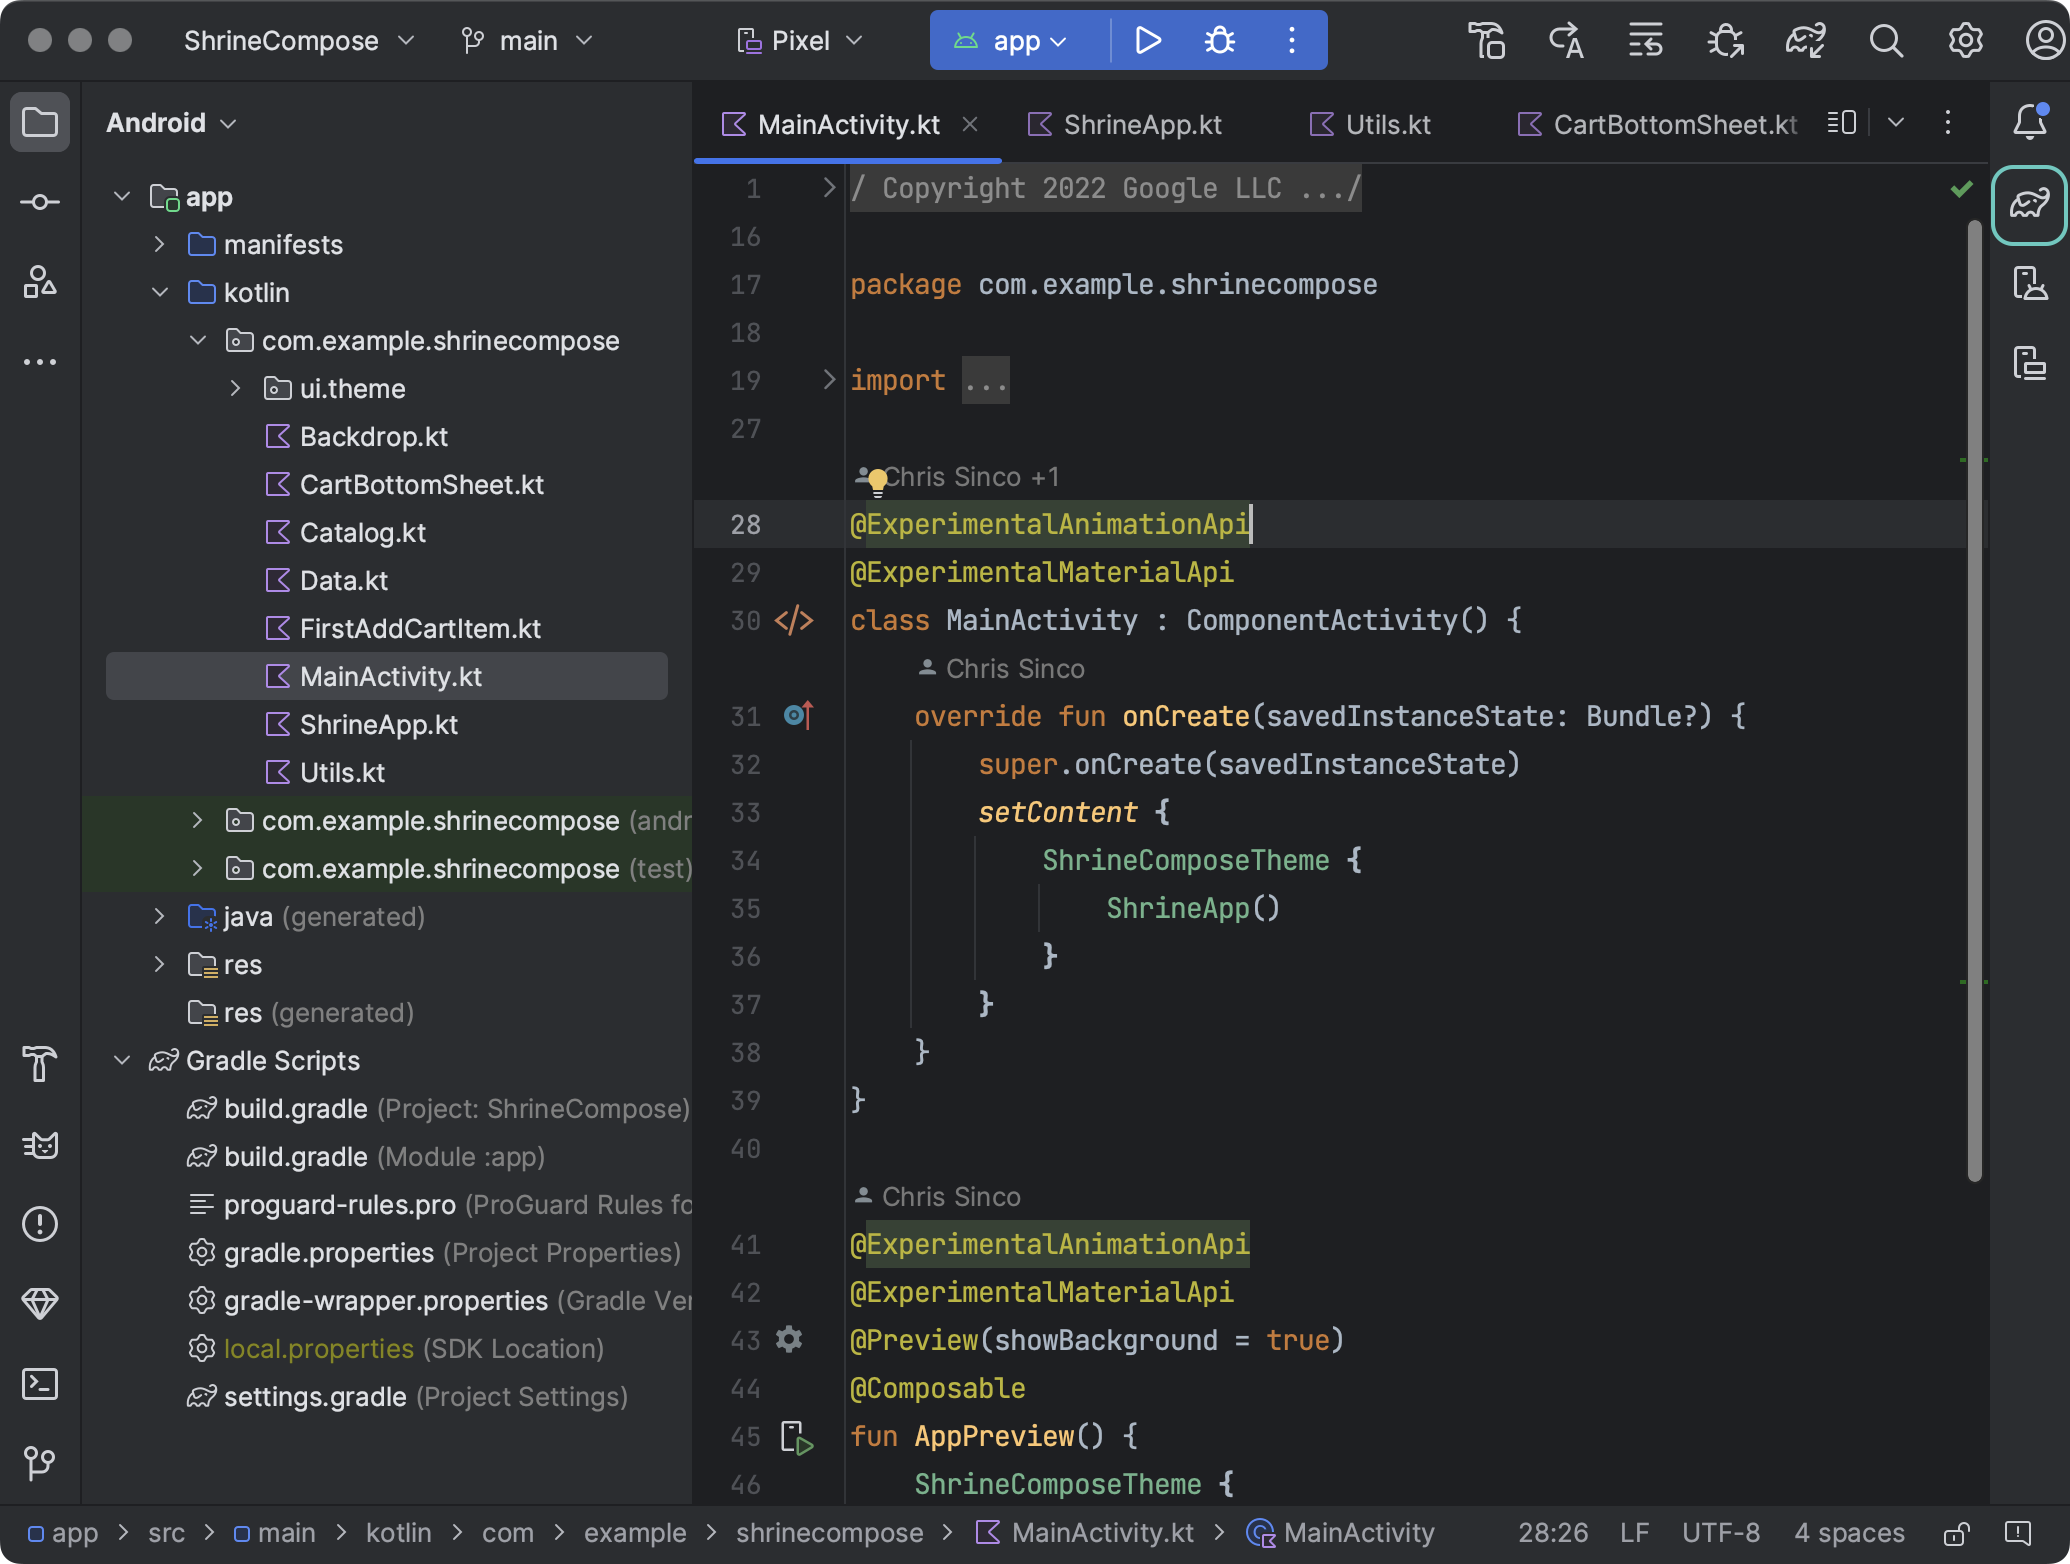 ShrineCompose main Pixel app
Android
app
manifests
kotlin
com.example.shrinecompose
ui.theme
Backdrop.kt
CartBottomSheet.kt
Catalog.kt
Data.kt
FirstAddCartItem.kt
MainActivity.kt
ShrineApp.kt
Utils.kt
com.example.shrinecompose (andr
com.example.shrinecompose (test)
java (generated)
res
res (generated)
Gradle Scripts
build.gradle (Project: ShrineCompose)
build.gradle (Module :app)
proguard-rules.pro (ProGuard Rules fo
gradle.properties (Project Properties)
gradle-wrapper.properties (Gradle Ver
local.properties (SDK Location)
settings.gradle (Project Settings)
MainActivity.kt ShrineApp.kt Utils.kt CartBottomSheet.kt
1 / Copyright 2022 Google LLC .../
16
17 package com.example.shrinecompose
18
19 import ...
27
Chris Sinco +1
28 @ExperimentalAnimationApi
29 @ExperimentalMaterialApi
30 class MainActivity : ComponentActivity() {
Chris Sinco
31 override fun onCreate(savedInstanceState: Bundle?) {
32 super.onCreate(savedInstanceState)
33 setContent {
34 ShrineComposeTheme {
35 ShrineApp()
36 }
37 }
38 }
39 }
40
Chris Sinco
41 @ExperimentalAnimationApi
42 @ExperimentalMaterialApi
43 @Preview(showBackground = true)
44 @Composable
45 fun AppPreview() {
46 ShrineComposeTheme {
app > src > main > kotlin > com > example > shrinecompose > MainActivity.kt > MainActivity 28:26 LF UTF-8 4 spaces